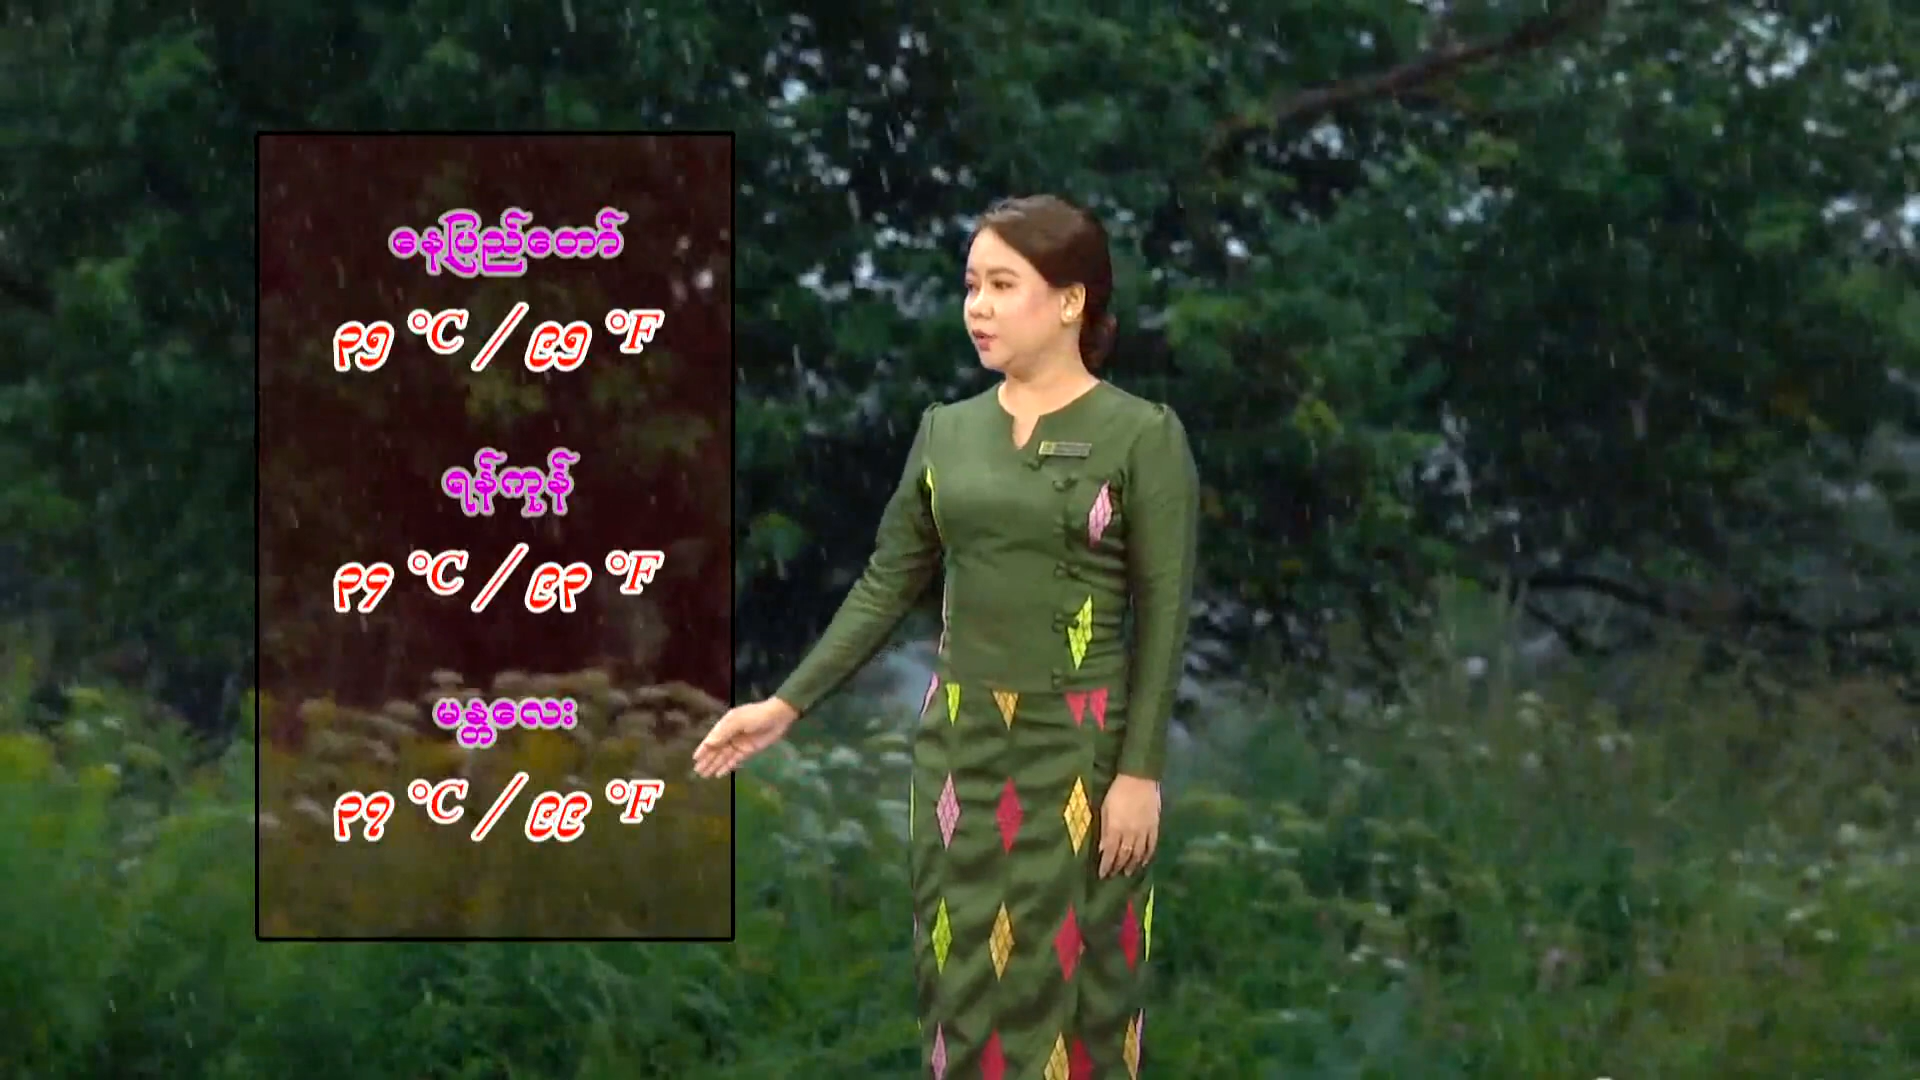 နေပြည်တော်
၃၅ °C / ၉၅ °F
ရန်ကုန်
၃၄ °C / ၉၃ °F
မန္တလေး
၃၇ °C / ၉၉ °F